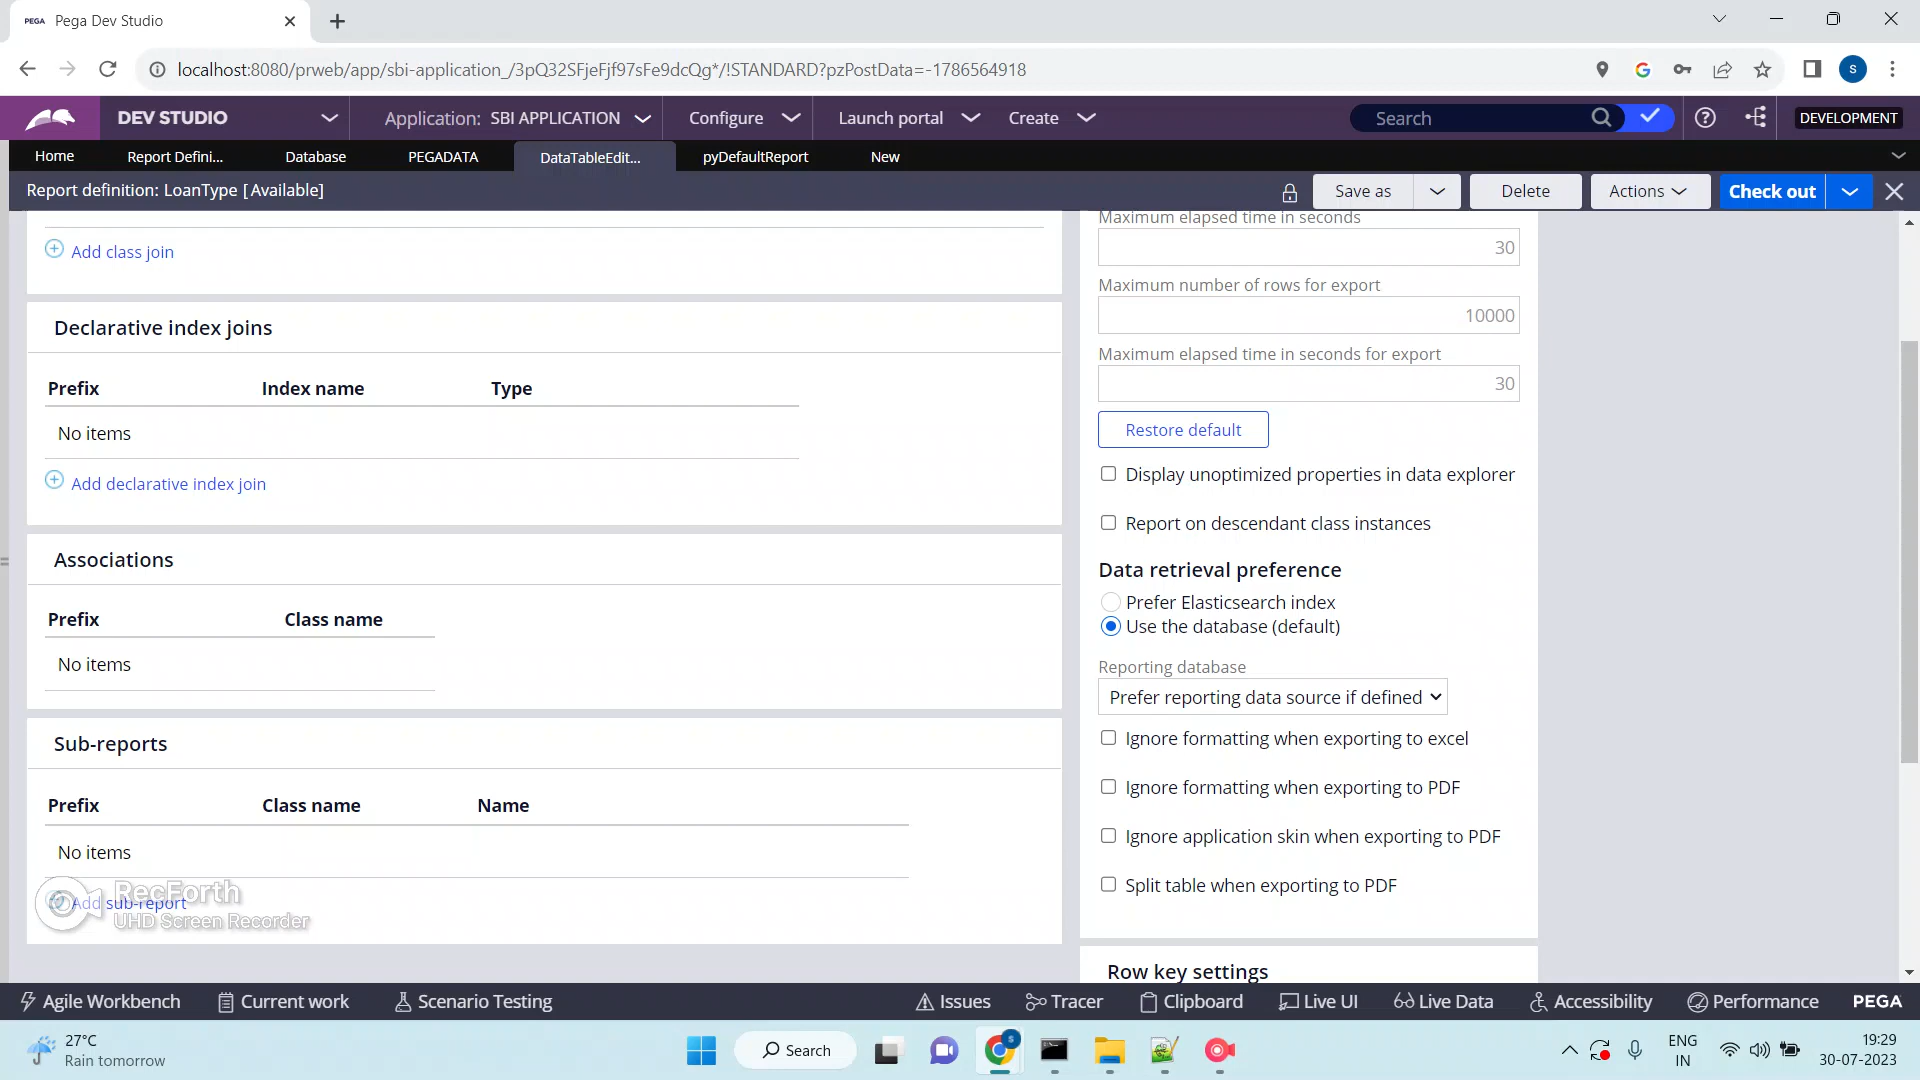 PEGA Pega Dev Studio
localhost:8080/prweb/app/sbi-application_/3pQ32SFjeFjf97sFe9dcQg*/!STANDARD?pzPostData=-1786564918
S
DEV STUDIO Application: SBI APPLICATION Configure Launch portal Create Search DEVELOPMENT
Home Report Defini... Database PEGADATA DataTableEdit... pyDefaultReport New
Report definition: LoanType [Available] Save as Delete Actions Check out
Add class join
Declarative index joins
Prefix Index name Type
No items
Add declarative index join
Associations
Prefix Class name
No items
Sub-reports
Prefix Class name Name
No items
Add sub-report
RecForth
UHD Screen Recorder
Maximum elapsed time in seconds
30
Maximum number of rows for export
10000
Maximum elapsed time in seconds for export
30
Restore default
Display unoptimized properties in data explorer
Report on descendant class instances
Data retrieval preference
Prefer Elasticsearch index
Use the database (default)
Reporting database
Prefer reporting data source if defined
Ignore formatting when exporting to excel
Ignore formatting when exporting to PDF
Ignore application skin when exporting to PDF
Split table when exporting to PDF
Row key settings
Agile Workbench Current work Scenario Testing Issues Tracer Clipboard Live UI Live Data Accessibility Performance PEGA
27°C
Rain tomorrow
Search
ENG
IN
19:29
30-07-2023